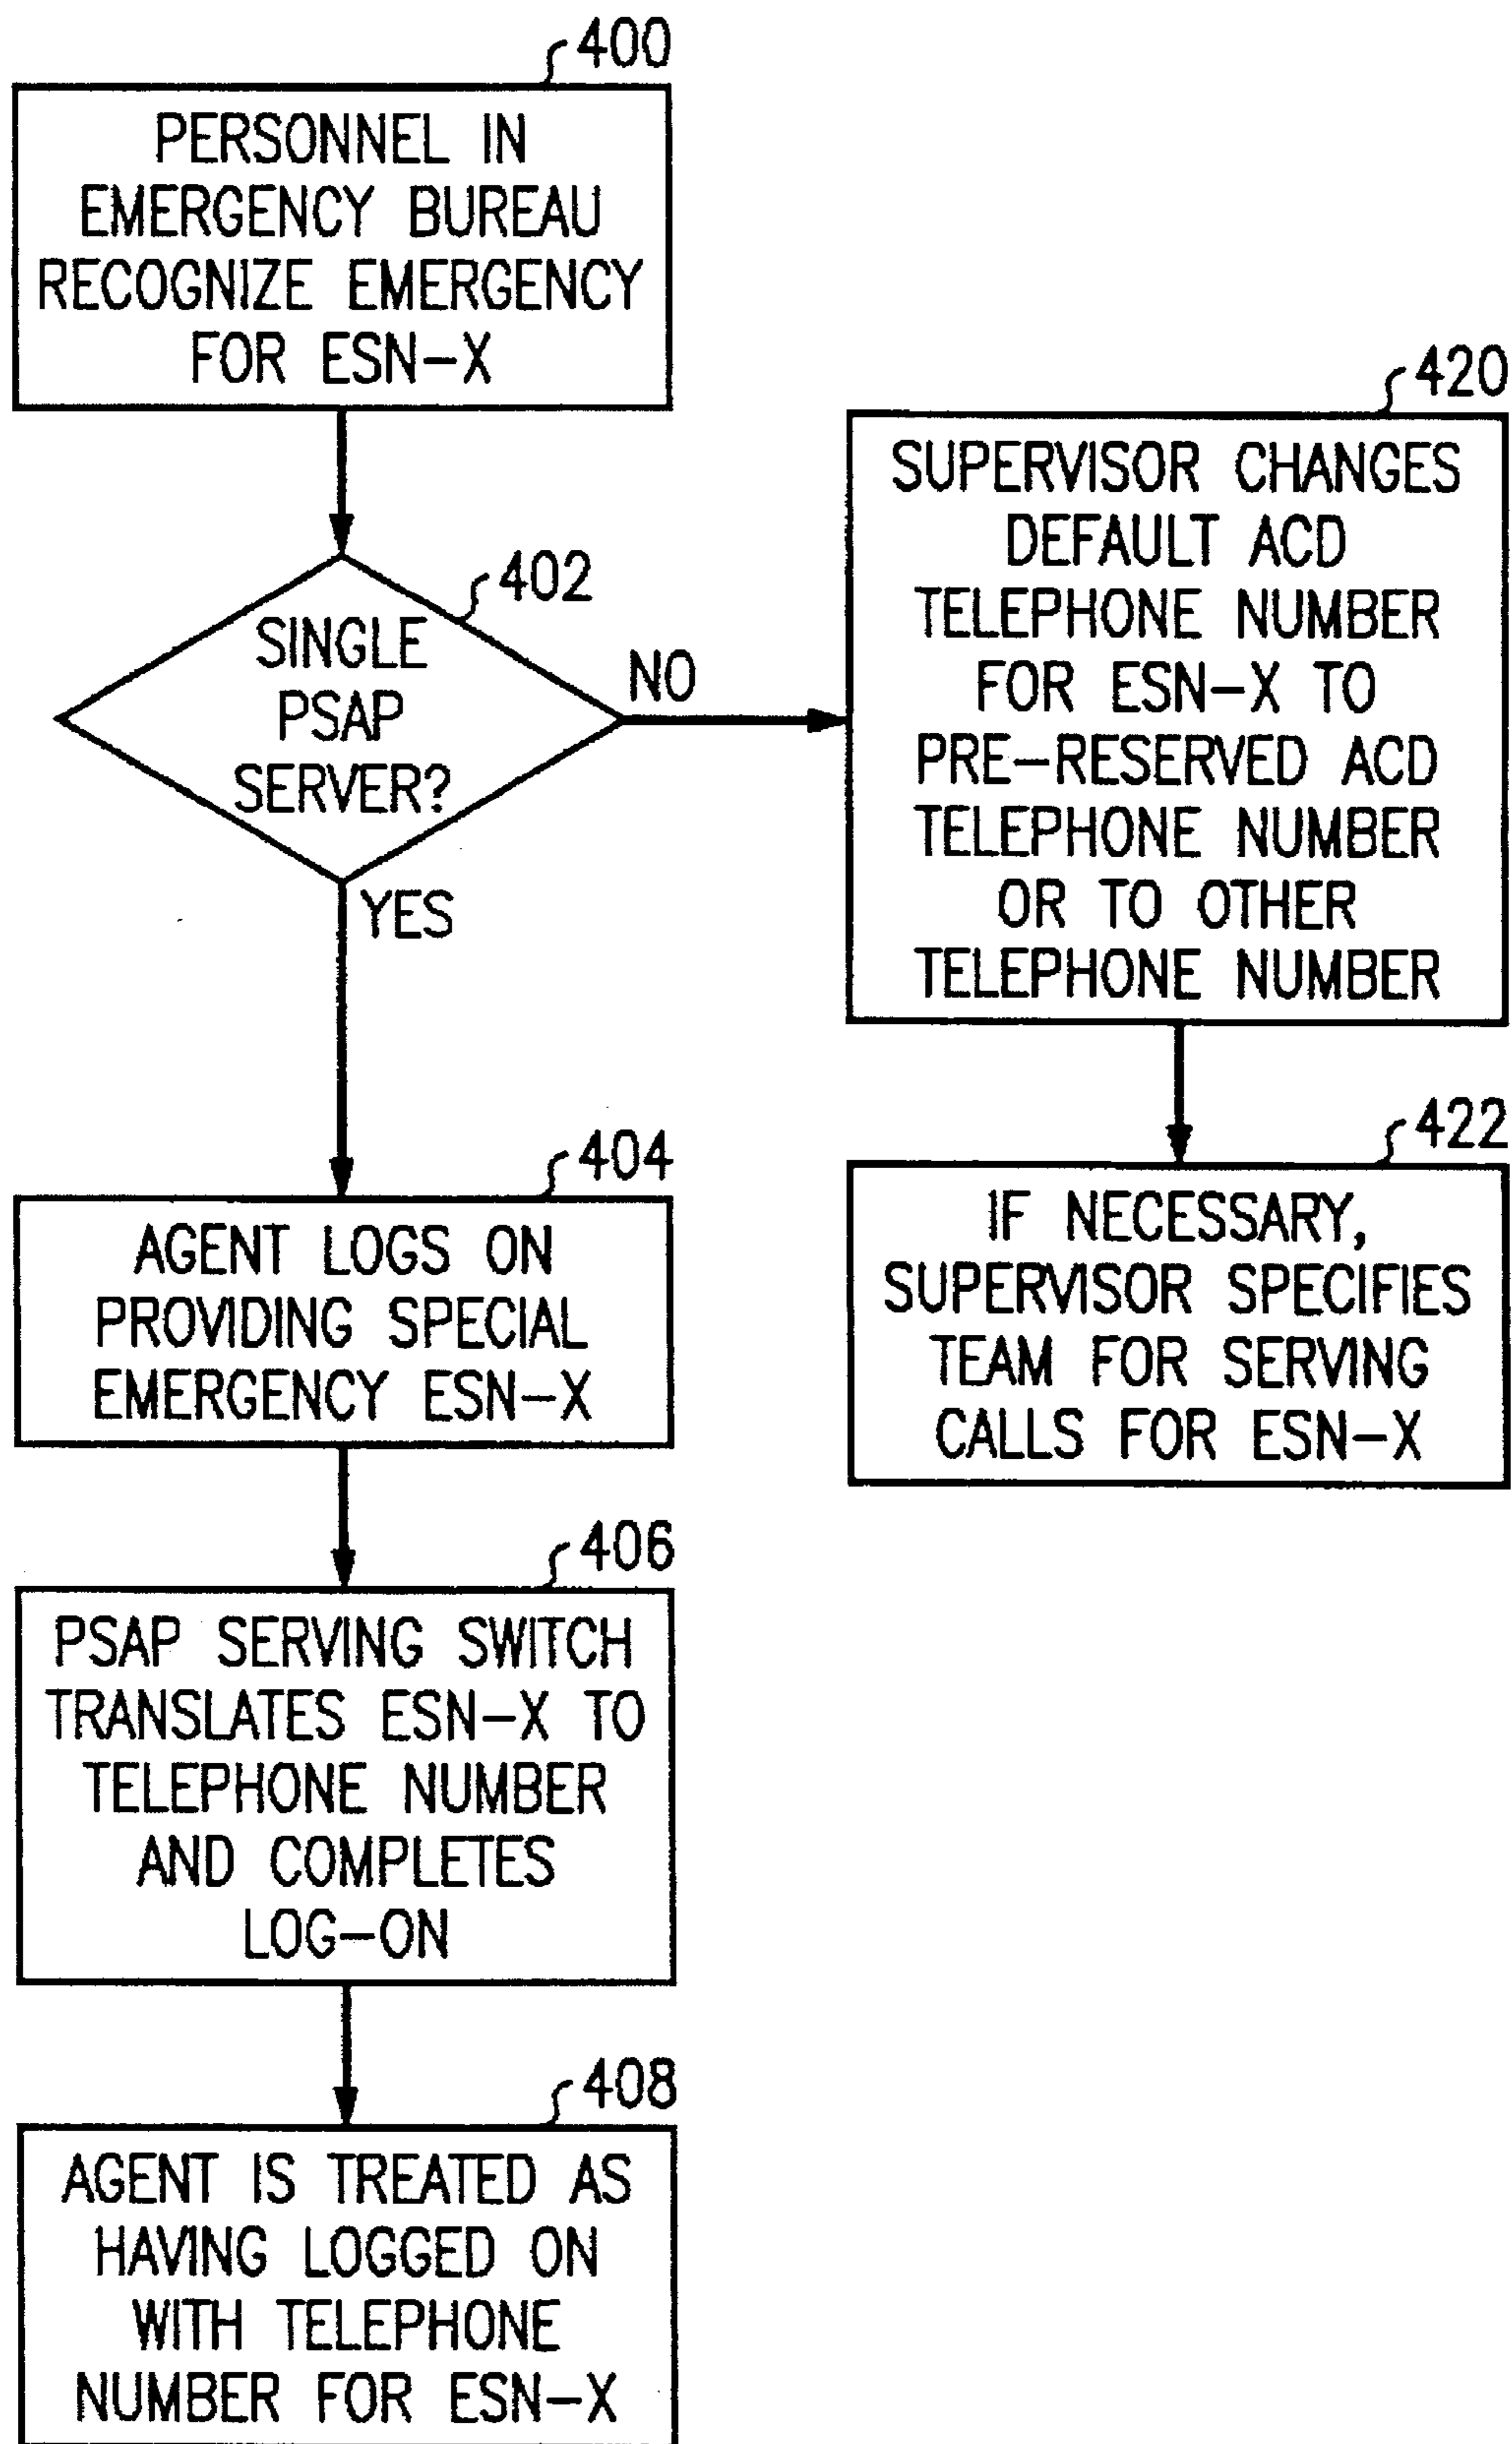 400
PERSONNEL IN
EMERGENCY BUREAU
RECOGNIZE EMERGENCY
FOR ESN-X
402
SINGLE
PSAP
SERVER?
NO
YES
420
SUPERVISOR CHANGES
DEFAULT ACD
TELEPHONE NUMBER
FOR ESN-X TO
PRE-RESERVED ACD
TELEPHONE NUMBER
OR TO OTHER
TELEPHONE NUMBER
422
IF NECESSARY,
SUPERVISOR SPECIFIES
TEAM FOR SERVING
CALLS FOR ESN-X
404
AGENT LOGS ON
PROVIDING SPECIAL
EMERGENCY ESN-X
406
PSAP SERVING SWITCH
TRANSLATES ESN-X TO
TELEPHONE NUMBER
AND COMPLETES
LOG-ON
408
AGENT IS TREATED AS
HAVING LOGGED ON
WITH TELEPHONE
NUMBER FOR ESN-X